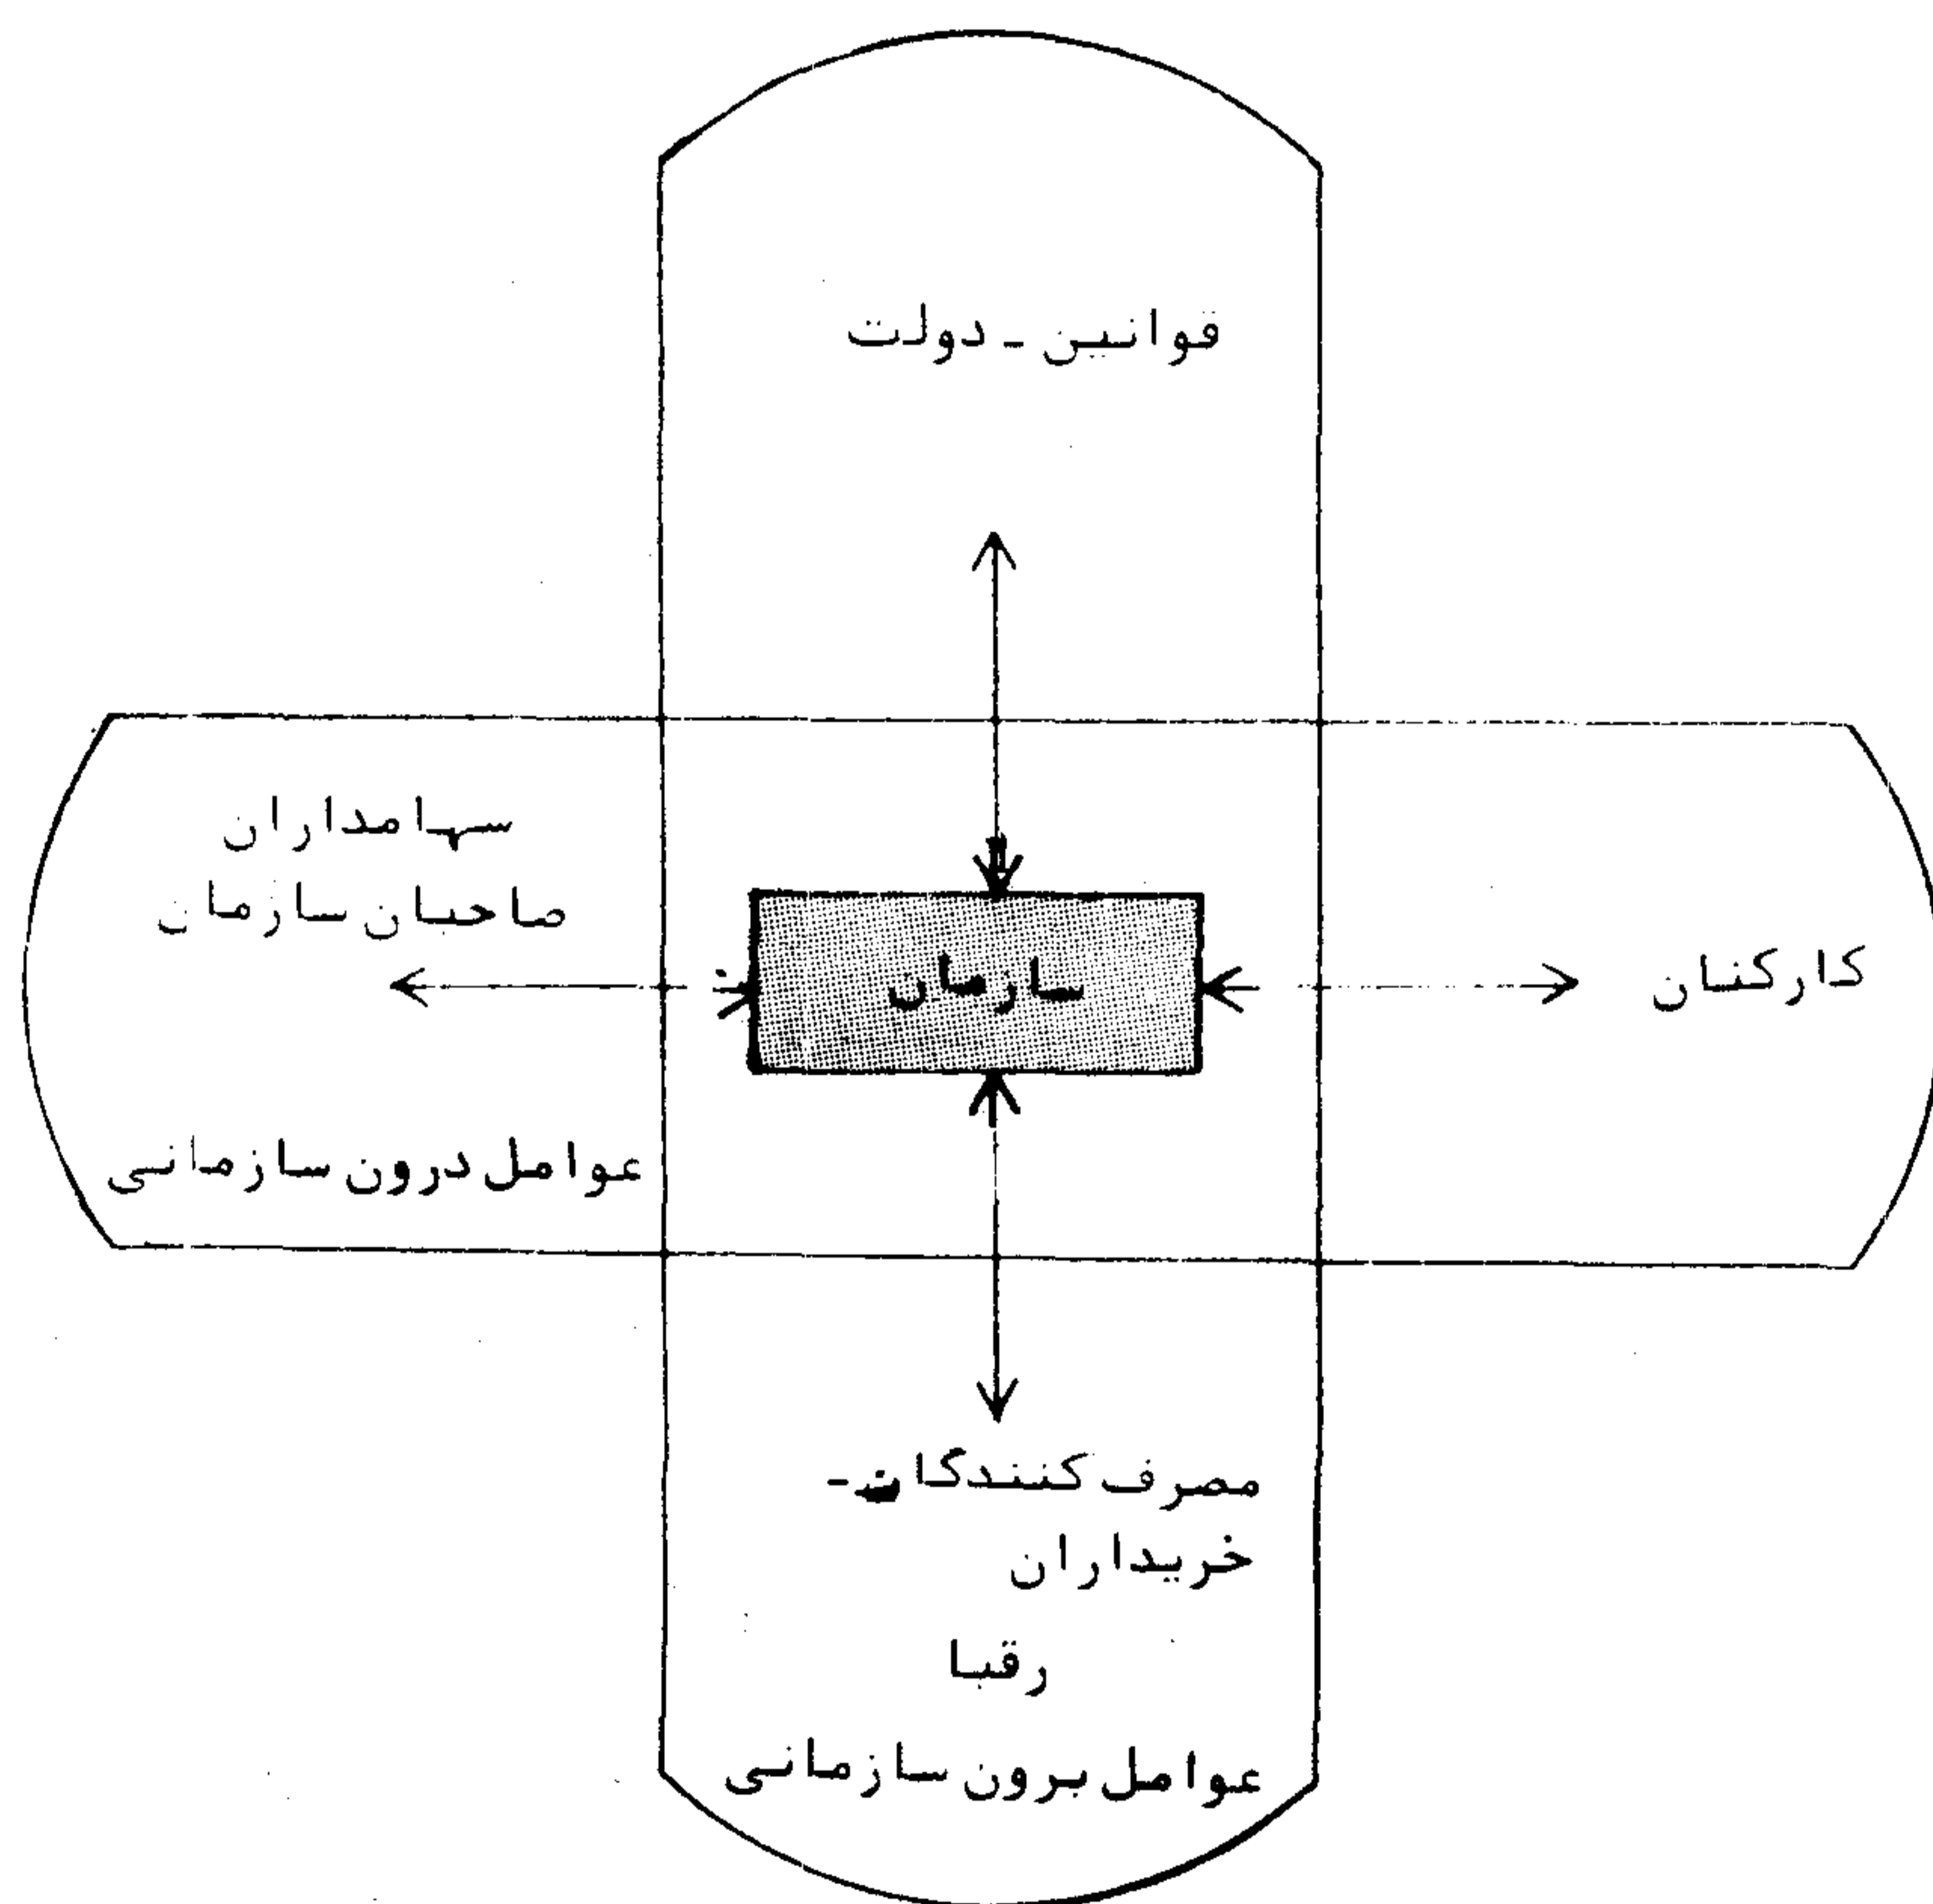 قوانین - دولت
سهامداران
صاحبان سازمان
سازمان
کارکنان
عوامل درون سازمانی
مصرف کنندگان -
خریداران
رقبا
عوامل برون سازمانی